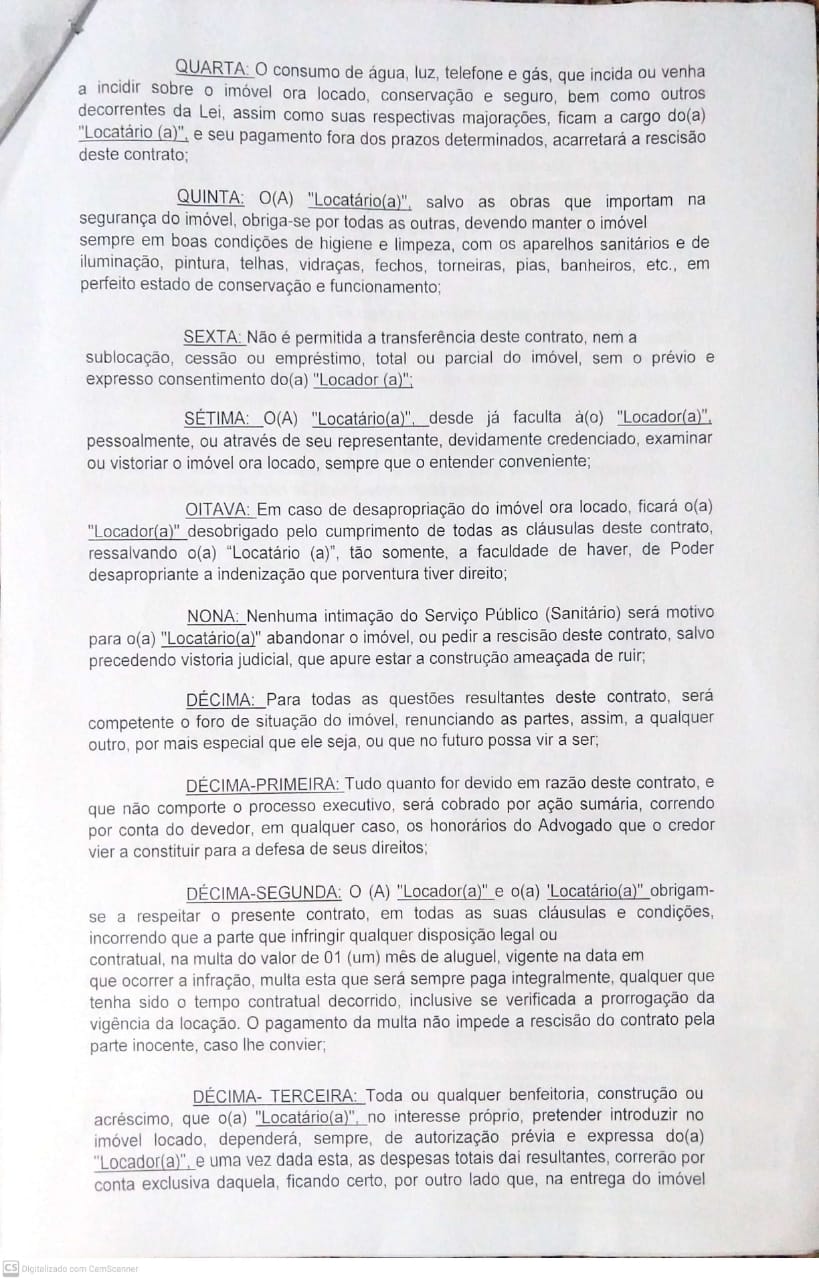 QUARTA: O consumo de água, luz, telefone e gás, que incida ou venha
a incidir sobre o imóvel ora locado, conservação e seguro, bem como outros
decorrentes da Lei, assim como suas respectivas majorações, ficam a cargo do(a)
"Locatário (a)", e seu pagamento fora dos prazos determinados, acarretará a rescisão
deste contrato;
QUINTA: O(A) "Locatário(a)", salvo as obras que importam na
segurança do imóvel, obriga-se por todas as outras, devendo manter o imóvel
sempre em boas condições de higiene e limpeza, com os aparelhos sanitários e de
iluminação, pintura, telhas, vidraças, fechos, torneiras, pias, banheiros, etc., em
perfeito estado de conservação e funcionamento;
SEXTA: Não é permitida a transferência deste contrato, nem a
sublocação, cessão ou empréstimo, total ou parcial do imóvel, sem o prévio e
expresso consentimento do(a) "Locador (a)";
SÉTIMA: O(A) "Locatário(a)", desde já faculta à(o) "Locador(a)",
pessoalmente, ou através de seu representante, devidamente credenciado, examinar
ou vistoriar o imóvel ora locado, sempre que o entender conveniente;
OITAVA: Em caso de desapropriação do imóvel ora locado, ficará o(a)
"Locador(a)" desobrigado pelo cumprimento de todas as cláusulas deste contrato,
ressalvando o(a) “Locatário (a)”, tão somente, a faculdade de haver, de Poder
desapropriante a indenização que porventura tiver direito;
NONA: Nenhuma intimação do Serviço Público (Sanitário) será motivo
para o(a) "Locatário(a)" abandonar o imóvel, ou pedir a rescisão deste contrato, salvo
precedendo vistoria judicial, que apure estar a construção ameaçada de ruir;
DÉCIMA: Para todas as questões resultantes deste contrato, será
competente o foro de situação do imóvel, renunciando as partes, assim, a qualquer
outro, por mais especial que ele seja, ou que no futuro possa vir a ser;
DÉCIMA-PRIMEIRA: Tudo quanto for devido em razão deste contrato, e
que não comporte o processo executivo, será cobrado por ação sumária, correndo
por conta do devedor, em qualquer caso, os honorários do Advogado que o credor
vier a constituir para a defesa de seus direitos;
DÉCIMA-SEGUNDA: O (A) "Locador(a)" e o(a) 'Locatário(a)" obrigam-
se a respeitar o presente contrato, em todas as suas cláusulas e condições,
incorrendo que a parte que infringir qualquer disposição legal ou
contratual, na multa do valor de 01 (um) mês de aluguel, vigente na data em
que ocorrer a infração, multa esta que será sempre paga integralmente, qualquer que
tenha sido o tempo contratual decorrido, inclusive se verificada a prorrogação da
vigência da locação. O pagamento da multa não impede a rescisão do contrato pela
parte inocente, caso lhe convier;
DÉCIMA- TERCEIRA: Toda ou qualquer benfeitoria, construção ou
acréscimo, que o(a) "Locatário(a)", no interesse próprio, pretender introduzir no
imóvel locado, dependerá, sempre, de autorização prévia e expressa do(a)
"Locador(a)", e uma vez dada esta, as despesas totais daí resultantes, correrão por
conta exclusiva daquela, ficando certo, por outro lado que, na entrega do imóvel
CS Digitalizado com CamScanner